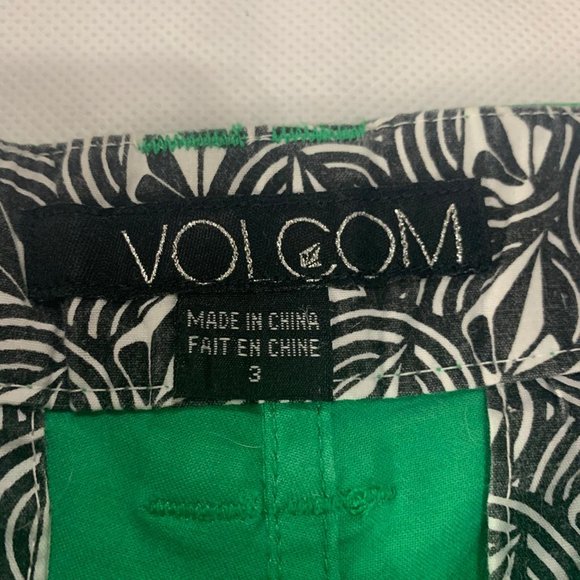 VOLCOM
MADE IN CHINA
FAIT EN CHINE
3